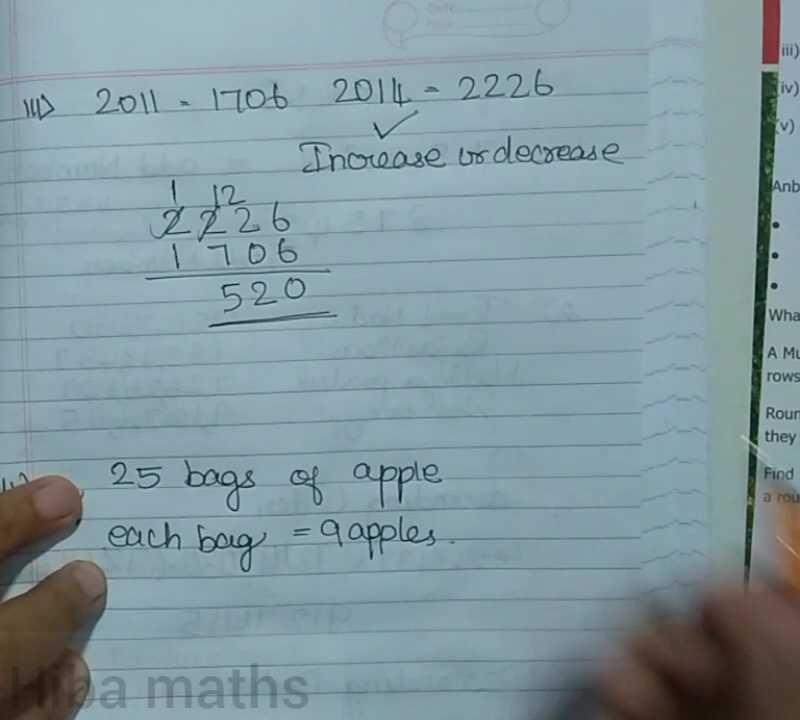 iii) 2011 - 1706 2014 - 2226
✓
Increase or decrease
1 12
2226
1706
520
25 bags of apple
each bag = 9 apples.
iii)
iv)
(v)
Anb
•
•
•
Wha
A Mu
rows
Roun
they
Find
a rou
Hiba maths